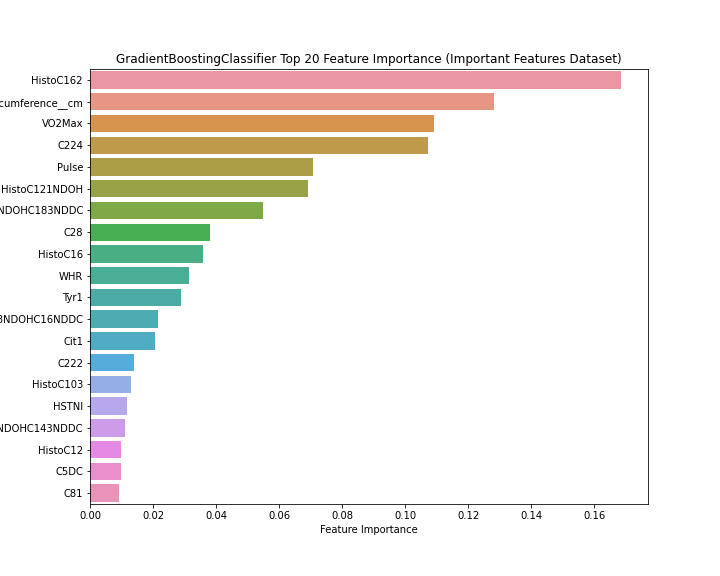 GradientBoostingClassifier Top 20 Feature Importance (Important Features Dataset)
HistoC162
cumference__cm
VO2Max
C224
Pulse
HistoC121NDOH
NDOHC183NDDC
C28
HistoC16
WHR
Tyr1
3NDOHC16NDDC
Cit1
C222
HistoC103
HSTNI
NDOHC143NDDC
HistoC12
C5DC
C81
0.00 0.02 0.04 0.06 0.08 0.10 0.12 0.14 0.16
Feature Importance